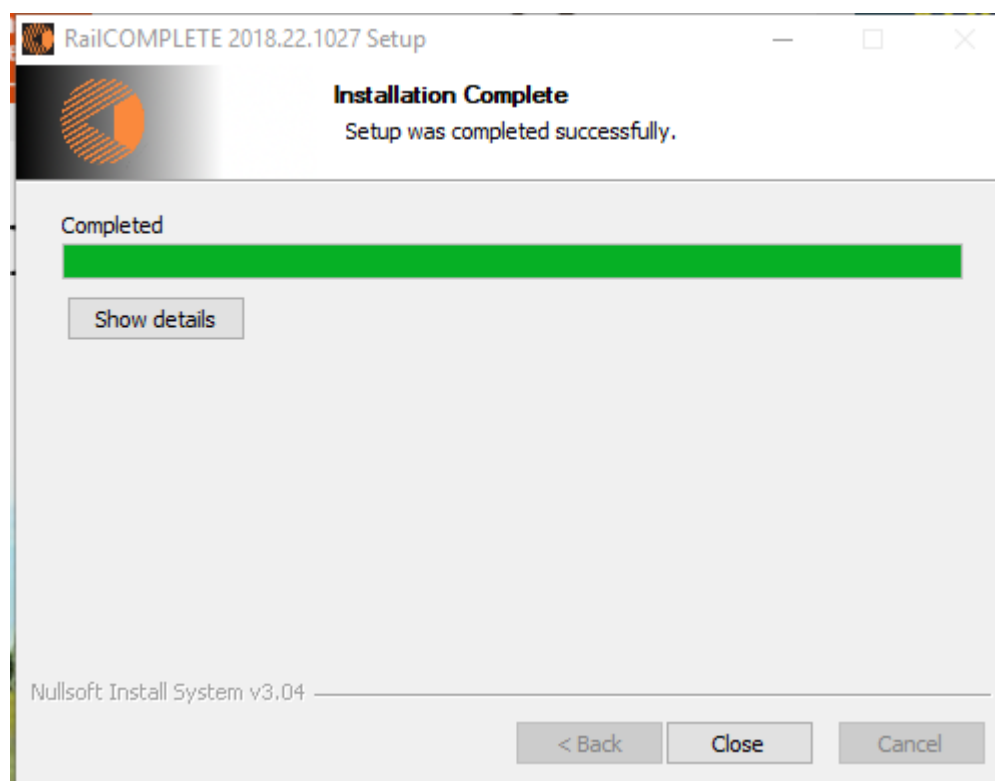 RailCOMPLETE 2018.22.1027 Setup
Installation Complete
Setup was completed successfully.
Completed
Show details
Nullsoft Install System v3.04
< Back
Close
Cancel